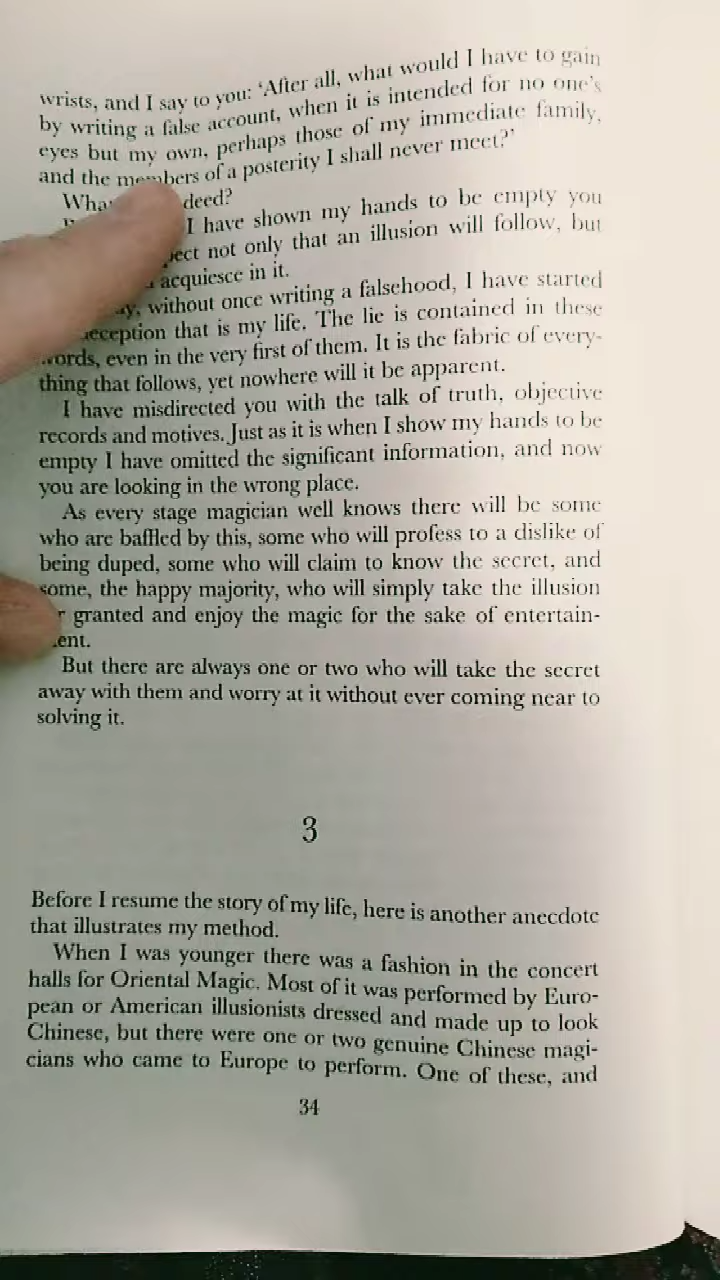 wrists, and I say to you: ‘After all, what would I have to gain
by writing a false account, when it is intended for no one’s
eyes but my own, perhaps those of my immediate family,
and the members of a posterity I shall never meet?’
deed?
I have shown my hands to be empty you
not only that an illusion will follow, but
acquiesce in it.
without once writing a falsehood, I have started
deception that is my life. The lie is contained in these
words, even in the very first of them. It is the fabric of every-
thing that follows, yet nowhere will it be apparent.
I have misdirected you with the talk of truth, objective
records and motives. Just as it is when I show my hands to be
empty I have omitted the significant information, and now
you are looking in the wrong place.
As every stage magician well knows there will be some
who are baffled by this, some who will profess to a dislike of
being duped, some who will claim to know the secret, and
some, the happy majority, who will simply take the illusion
granted and enjoy the magic for the sake of entertain-
ent.
But there are always one or two who will take the secret
away with them and worry at it without ever coming near to
solving it.
3
Before I resume the story of my life, here is another anecdote
that illustrates my method.
When I was younger there was a fashion in the concert
halls for Oriental Magic. Most of it was performed by Euro-
pean or American illusionists dressed and made up to look
Chinese, but there were one or two genuine Chinese magi-
cians who came to Europe to perform. One of these, and
34